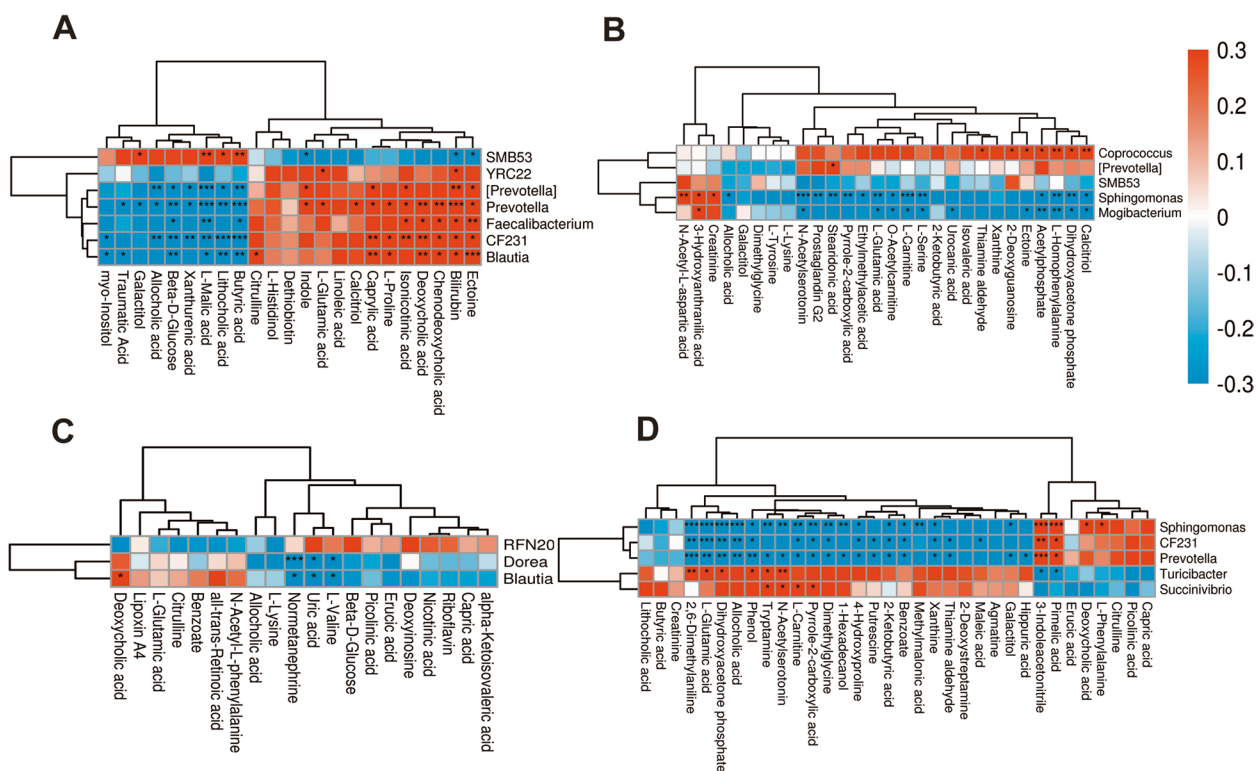 A
SMB53
YRC22
[Prevotella]
Prevotella
Faecalibacterium
CF231
Blautia
myo-Inositol
Traumatic Acid
Galactitol
Allocholic acid
Beta-D-Glucose
Xanthurenic acid
L-Malic acid
Lithocholic acid
Butyric acid
Citrulline
L-Histidinol
Dethiobiotin
Indole
L-Glutamic acid
Linoleic acid
Calcitriol
Caprylic acid
L-Proline
Isonicotinic acid
Deoxycholic acid
Chenodeoxycholic acid
Bilirubin
Ectoine
B
Coprococcus
[Prevotella]
SMB53
Sphingomonas
Mogibacterium
N-Acetyl-L-aspartic acid
3-Hydroxyanthranilic acid
Creatinine
Allocholic acid
Galactitol
Dimethylglycine
L-Tyrosine
L-Lysine
N-Acetylserotonin
Prostaglandin G2
Stearidonic acid
Pyrrole-2-carboxylic acid
Ethylmethylacetic acid
L-Glutamic acid
O-Acetylcarnitine
L-Carnitine
L-Serine
2-Ketobutyric acid
Urocanic acid
Isovaleric acid
Thiamine aldehyde
Xanthine
2-Deoxyguanosine
Ectoine
Acetylphosphate
L-Homophenylalanine
Dihydroxyacetone phosphate
Calcitriol
0.3
0.2
0.1
0
-0.1
-0.2
-0.3
C
RFN20
Dorea
Blautia
Deoxycholic acid
Lipoxin A4
L-Glutamic acid
Citrulline
Benzoate
all-trans-Retinoic acid
N-Acetyl-L-phenylalanine
Allocholic acid
L-Lysine
Normetanephrine
Uric acid
L-Valine
Beta-D-Glucose
Picolinic acid
Erucic acid
Deoxyinosine
Nicotinic acid
Riboflavin
Capric acid
alpha-Ketoisovaleric acid
D
Sphingomonas
CF231
Prevotella
Turicibacter
Succinivibrio
Lithocholic acid
Butyric acid
Creatinine
2,6-Dimethylaniline
L-Glutamic acid
Dihydroxyacetone phosphate
Allocholic acid
Phenol
Tryptamine
N-Acetylserotonin
L-Carnitine
Pyrrole-2-carboxylic acid
Dimethylglycine
1-Hexadecanol
4-Hydroxyproline
Putrescine
2-Ketobutyric acid
Benzoate
Methylmalonic acid
Xanthine
Thiamine aldehyde
2-Deoxystreptamine
Maleic acid
Agmatine
Galactitol
Hippuric acid
3-Indoleacetonitrile
Pimelic acid
Erucic acid
Deoxycholic acid
L-Phenylalanine
Citrulline
Picolinic acid
Capric acid